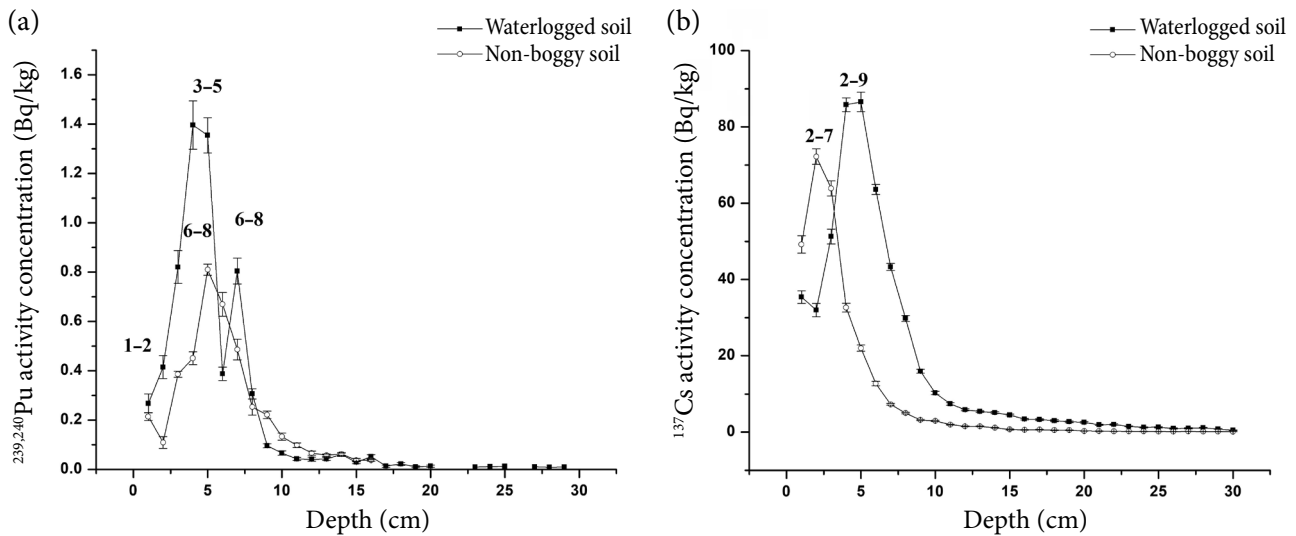 (a)
Waterlogged soil
Non-boggy soil
239,240Pu activity concentration (Bq/kg)
1.6
1.4
1.2
1.0
0.8
0.6
0.4
0.2
0.0
1–2
3–5
6–8
6–8
0 5 10 15 20 25 30
Depth (cm)
(b)
Waterlogged soil
Non-boggy soil
137Cs activity concentration (Bq/kg)
100
80
60
40
20
0
2–7
2–9
0 5 10 15 20 25 30
Depth (cm)